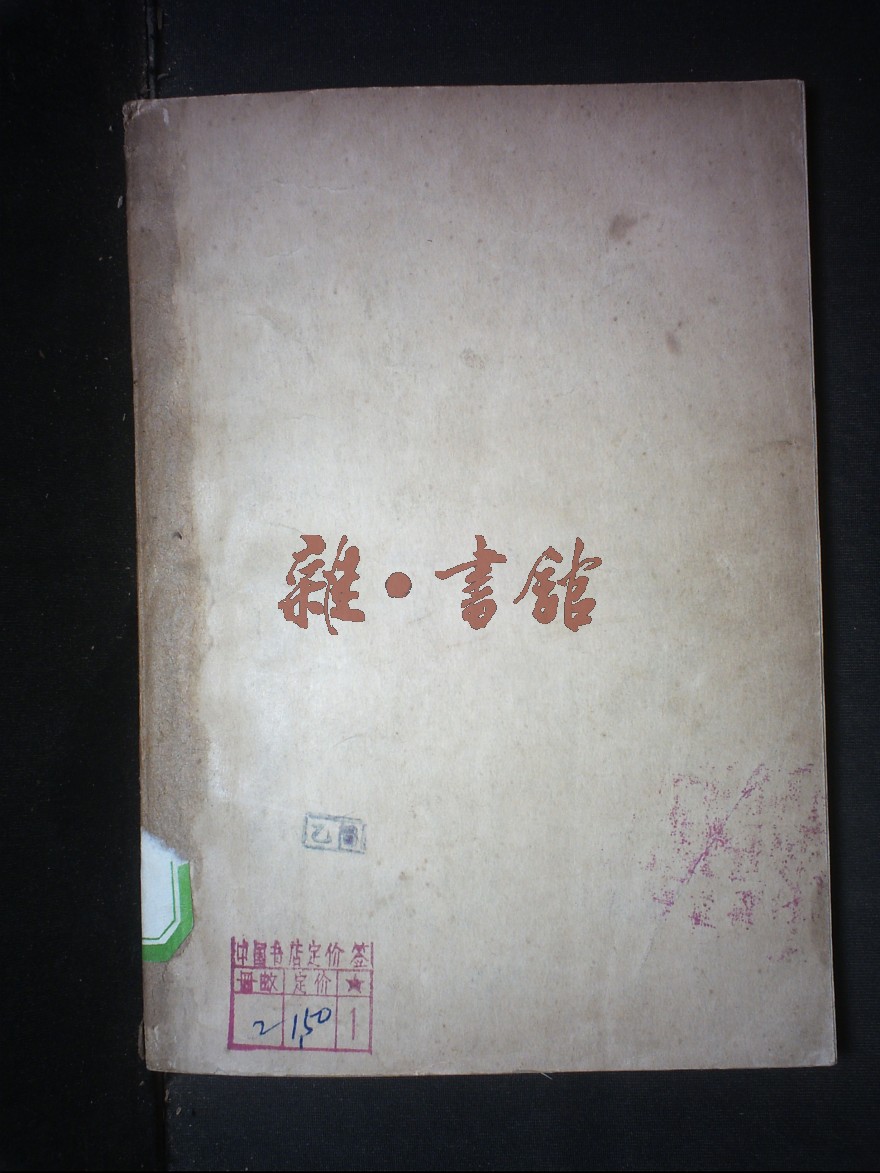 雜·書館
乙
中国书店定价签
册数 定价 ★
2 1.50 1